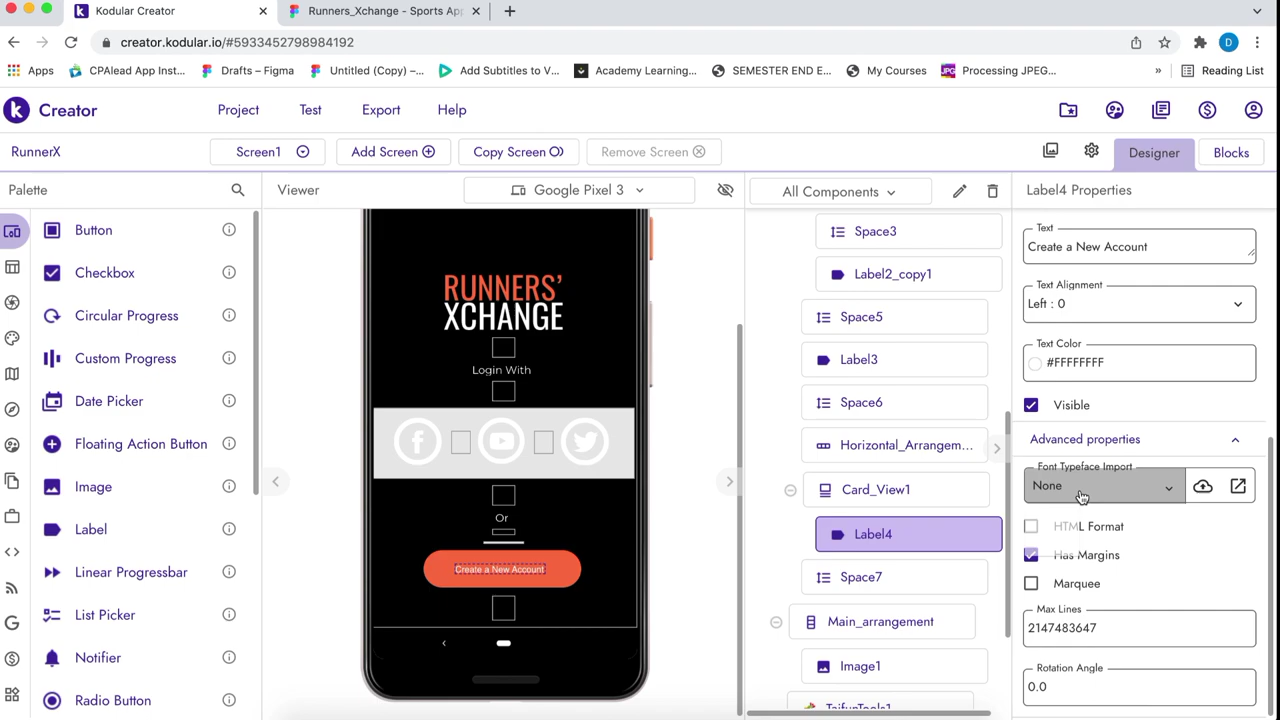 Kodular Creator
Runners_Xchange - Sports Ap
creator.kodular.io/#5933452798984192
Apps
CPAlead App Inst...
Drafts – Figma
Untitled (Copy) –...
Add Subtitles to V...
Academy Learning...
SEMESTER END E...
My Courses
Processing JPEG...
»
Reading List
Creator
Project
Test
Export
Help
RunnerX
Screen1
Add Screen
Copy Screen
Remove Screen
Designer
Blocks
Palette
Viewer
Google Pixel 3
All Components
Label4 Properties
Button
Checkbox
Circular Progress
Custom Progress
Date Picker
Floating Action Button
Image
Label
Linear Progressbar
List Picker
Notifier
Radio Button
RUNNERS’
XCHANGE
Login With
Or
Create a New Account
Space3
Label2_copy1
Space5
Label3
Space6
Horizontal_Arrangem...
Card_View1
Label4
Space7
Main_arrangement
Image1
TaifunTools1
Text
Create a New Account
Text Alignment
Left : 0
Text Color
#FFFFFFFF
Visible
Advanced properties
Font Typeface Import
None
HTML Format
Has Margins
Marquee
Max Lines
2147483647
Rotation Angle
0.0